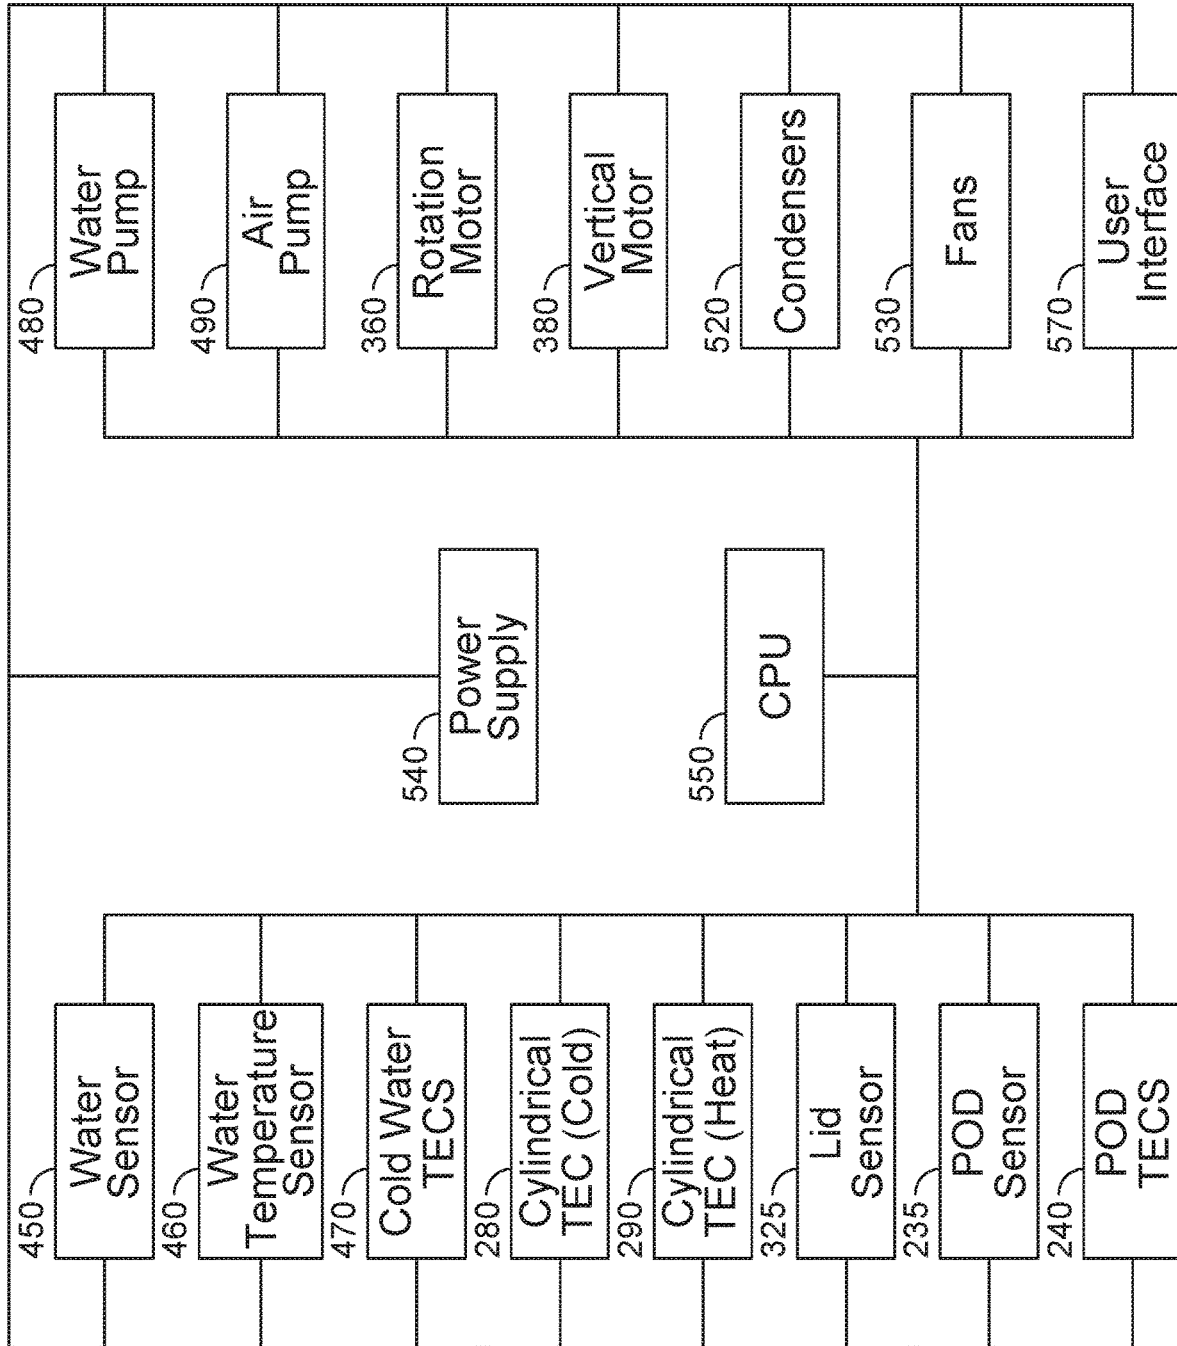 450
Water
Sensor
460
Water
Temperature
Sensor
470
Cold Water
TECS
280
Cylindrical
TEC (Cold)
290
Cylindrical
TEC (Heat)
325
Lid
Sensor
235
POD
Sensor
240
POD
TECS
540
Power
Supply
550
CPU
480
Water
Pump
490
Air
Pump
360
Rotation
Motor
380
Vertical
Motor
520
Condensers
530
Fans
570
User
Interface